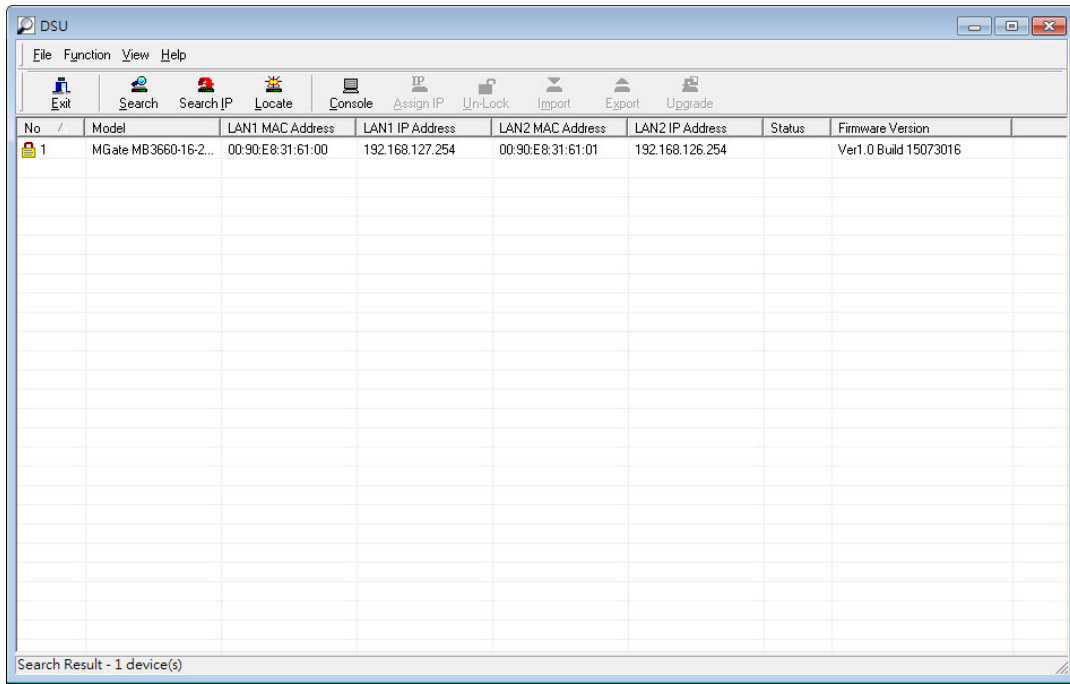 DSU
File Function View Help
Exit Search Search IP Locate Console Assign IP Un-Lock Import Export Upgrade
No / Model LAN1 MAC Address LAN1 IP Address LAN2 MAC Address LAN2 IP Address Status Firmware Version
1 MGate MB3660-16-2... 00:90:E8:31:61:00 192.168.127.254 00:90:E8:31:61:01 192.168.126.254 Ver1.0 Build 15073016
Search Result - 1 device(s)